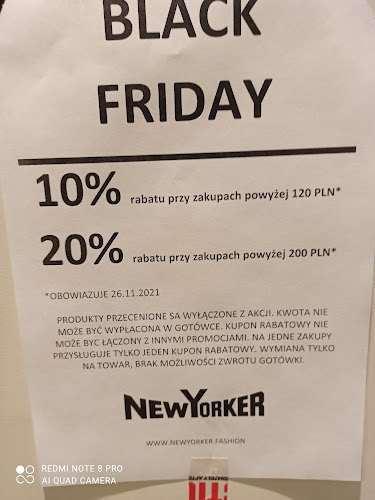 BLACK
FRIDAY
10% rabatu przy zakupach powyżej 120 PLN*
20% rabatu przy zakupach powyżej 200 PLN*
*OBOWIAZUJE 26.11.2021
PRODUKTY PRZECENIONE SA WYŁĄCZONE Z AKCJI. KWOTA NIE
MOŻE BYĆ WYPŁACONA W GOTÓWCE. KUPON RABATOWY NIE
MOŻE BYC ŁĄCZONY Z INNYMI PROMOCJAMI. NA JEDNE ZAKUPY
PRZYSŁUGUJE TYLKO JEDEN KUPON RABATOWY. WYMIANA TYLKO
NA TOWAR, BRAK MOŻLIWOŚCI ZWROTU GOTÓWKI.
NEWYORKER
WWW.NEWYORKER.FASHION
REDMI NOTE 8 PRO
AI QUAD CAMERA